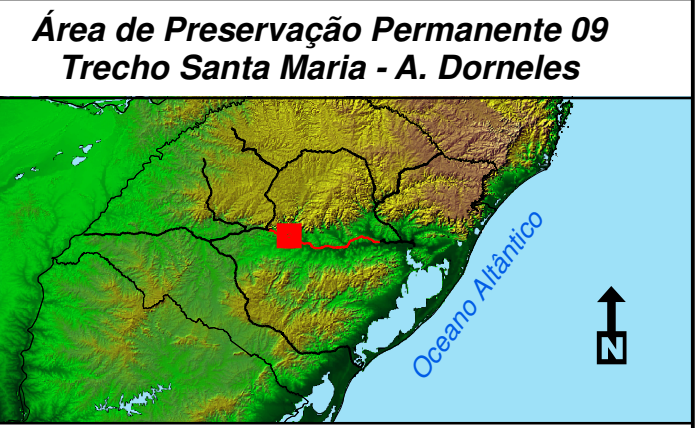 Área de Preservação Permanente 09
Trecho Santa Maria - A. Dorneles
Oceano Altântico
N